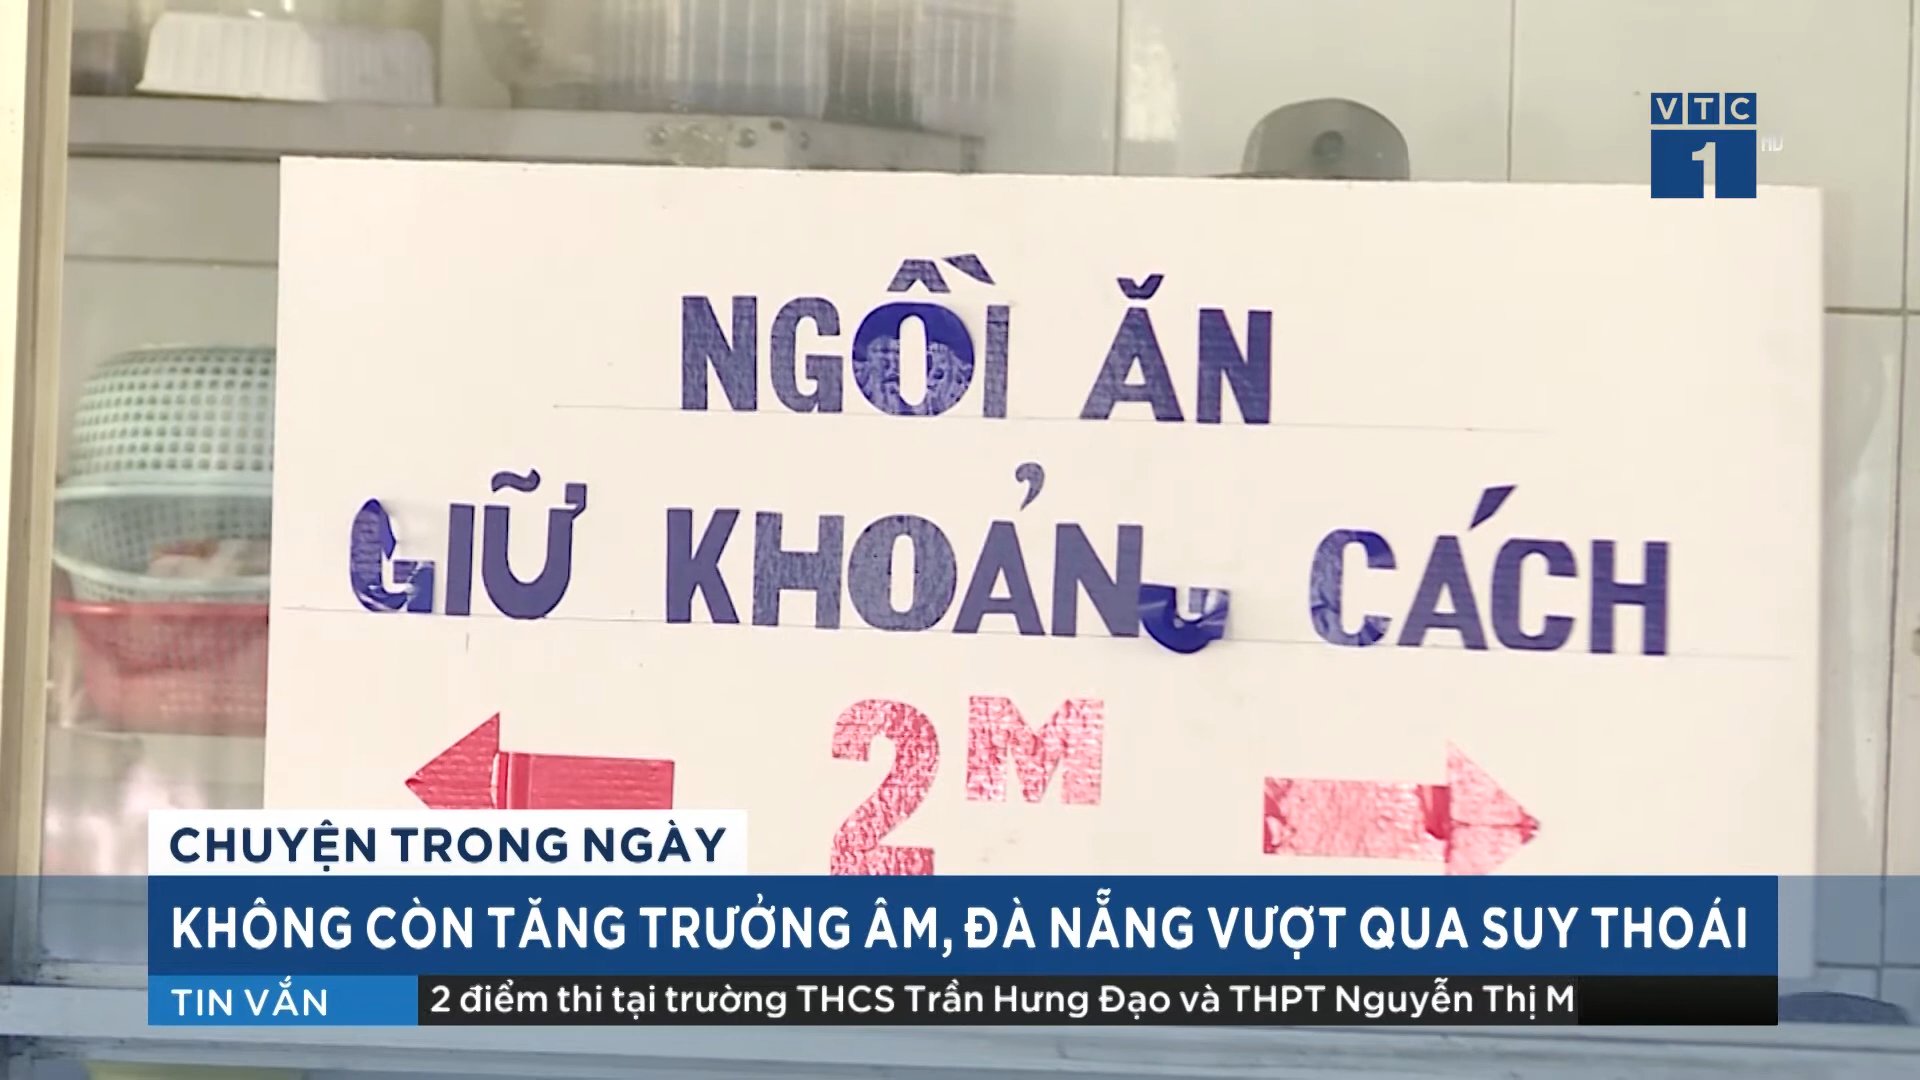 VTC
1
HD
NGỒI ĂN
GIỮ KHOẢNG CÁCH
2M
CHUYỆN TRONG NGÀY
KHÔNG CÒN TĂNG TRƯỞNG ÂM, ĐÀ NẴNG VƯỢT QUA SUY THOÁI
TIN VẮN
2 điểm thi tại trường THCS Trần Hưng Đạo và THPT Nguyễn Thị M